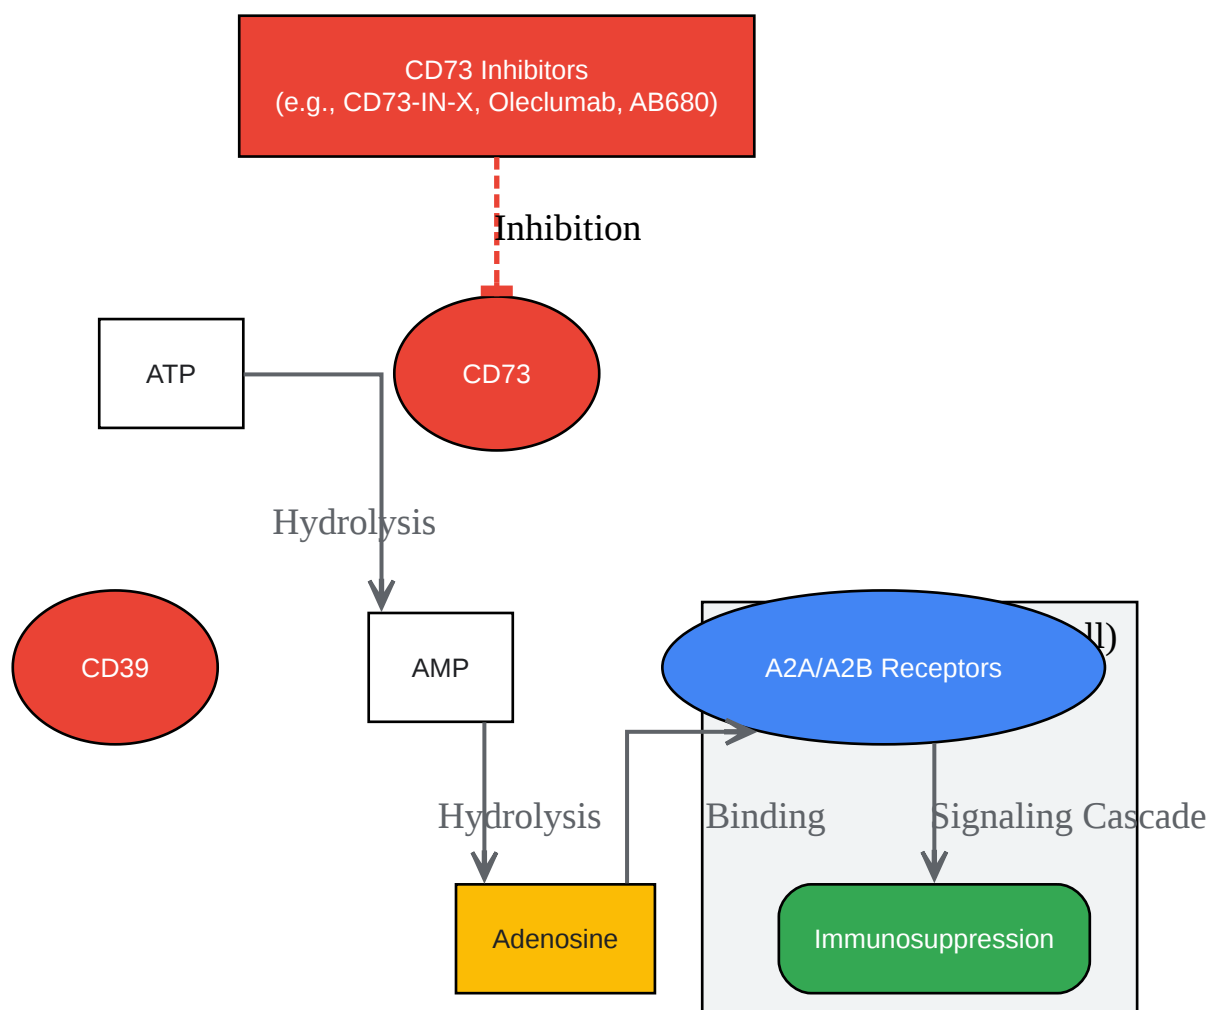 CD73 Inhibitors
(e.g., CD73-IN-X, Oleclumab, AB680)
Inhibition
ATP
CD73
Hydrolysis
CD39
AMP
A2A/A2B Receptors
ll)
Hydrolysis
Binding
Signaling Cascade
Adenosine
Immunosuppression